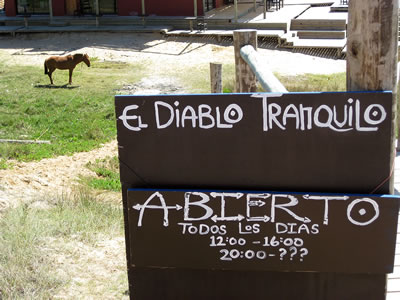 EL DIABLO TRANQUILO
ABIERTO
TODOS LOS DIAS
12:00 - 16:00
20:00 - ???